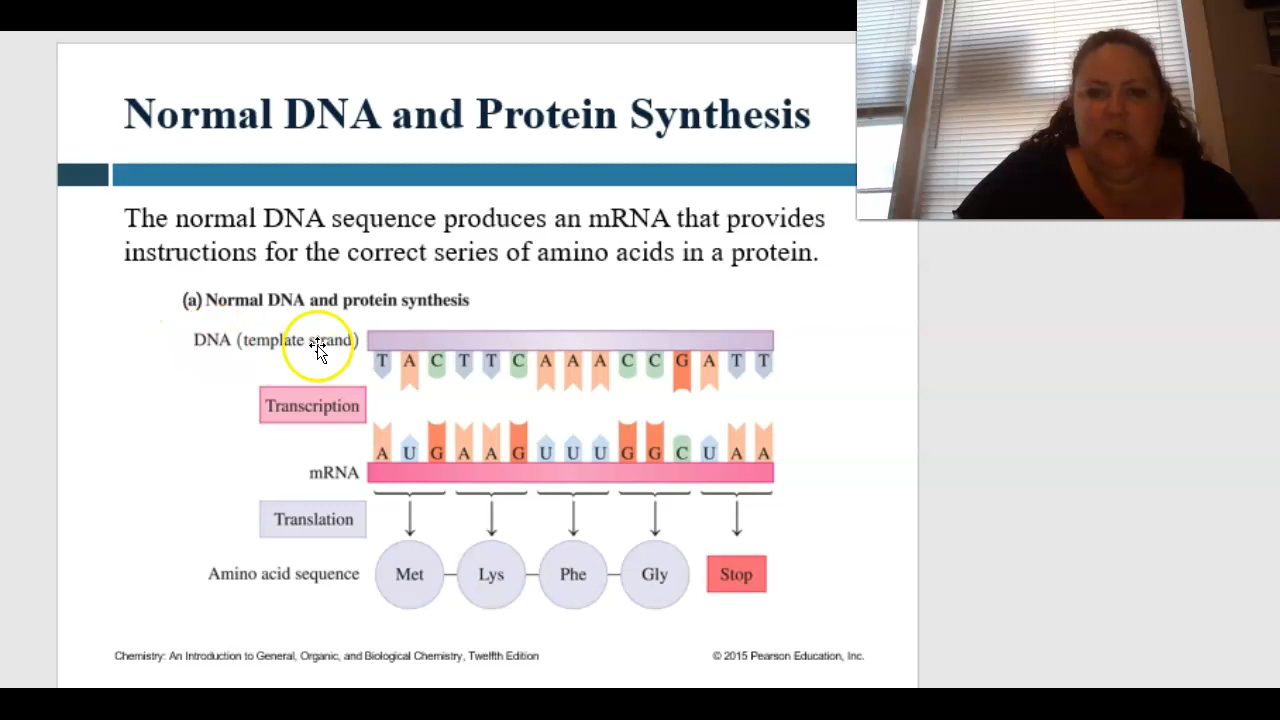 Normal DNA and Protein Synthesis
The normal DNA sequence produces an mRNA that provides
instructions for the correct series of amino acids in a protein.
(a) Normal DNA and protein synthesis
DNA (template strand)
T A C T T C A A A C C G A T T
Transcription
A U G A A G U U U G G C U A A
mRNA
Translation
Amino acid sequence Met Lys Phe Gly Stop
Chemistry: An Introduction to General, Organic, and Biological Chemistry, Twelfth Edition © 2015 Pearson Education, Inc.